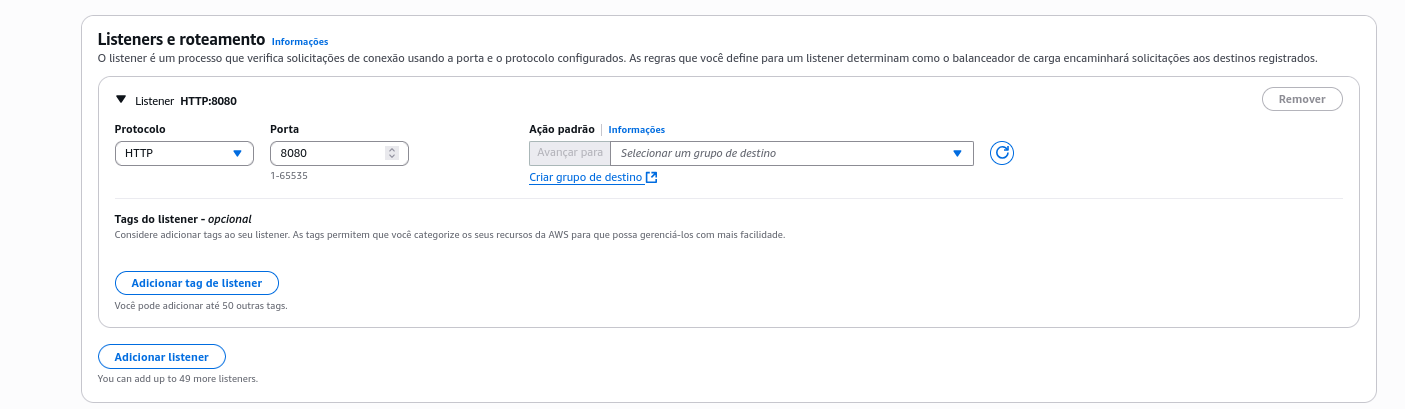 Listeners e roteamento Informações
O listener é um processo que verifica solicitações de conexão usando a porta e o protocolo configurados. As regras que você define para um listener determinam como o balanceador de carga encaminhará solicitações aos destinos registrados.
Listener HTTP:8080
Remover
Protocolo
Porta
Ação padrão
Informações
HTTP
8080
Avançar para
Selecionar um grupo de destino
1-65535
Criar grupo de destino
Tags do listener - opcional
Considere adicionar tags ao seu listener. As tags permitem que você categorize os seus recursos da AWS para que possa gerenciá-los com mais facilidade.
Adicionar tag de listener
Você pode adicionar até 50 outras tags.
Adicionar listener
You can add up to 49 more listeners.